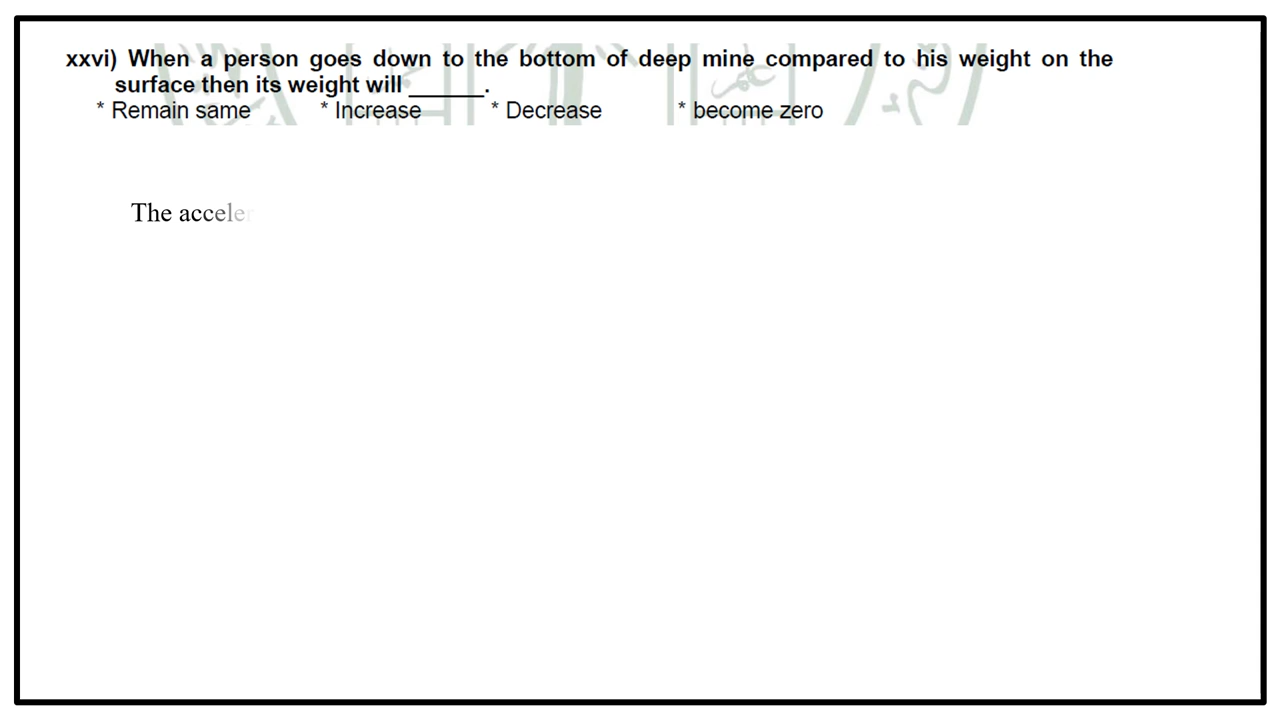 xxvi) When a person goes down to the bottom of deep mine compared to his weight on the
surface then its weight will ______.
* Remain same * Increase * Decrease * become zero
The acceler